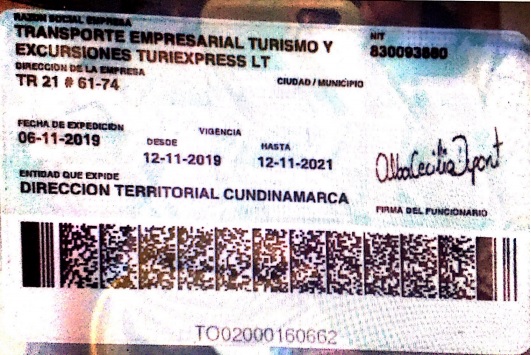 RAZON SOCIAL EMPRESA
TRANSPORTE EMPRESARIAL TURISMO Y
EXCURSIONES TURIEXPRESS LT
NIT
830093880
DIRECCION DE LA EMPRESA
TR 21 # 61-74
CIUDAD / MUNICIPIO
FECHA DE EXPEDICION
06-11-2019
VIGENCIA
DESDE
12-11-2019
HASTA
12-11-2021
ENTIDAD QUE EXPIDE
DIRECCION TERRITORIAL CUNDINAMARCA
FIRMA DEL FUNCIONARIO
TO02000160662